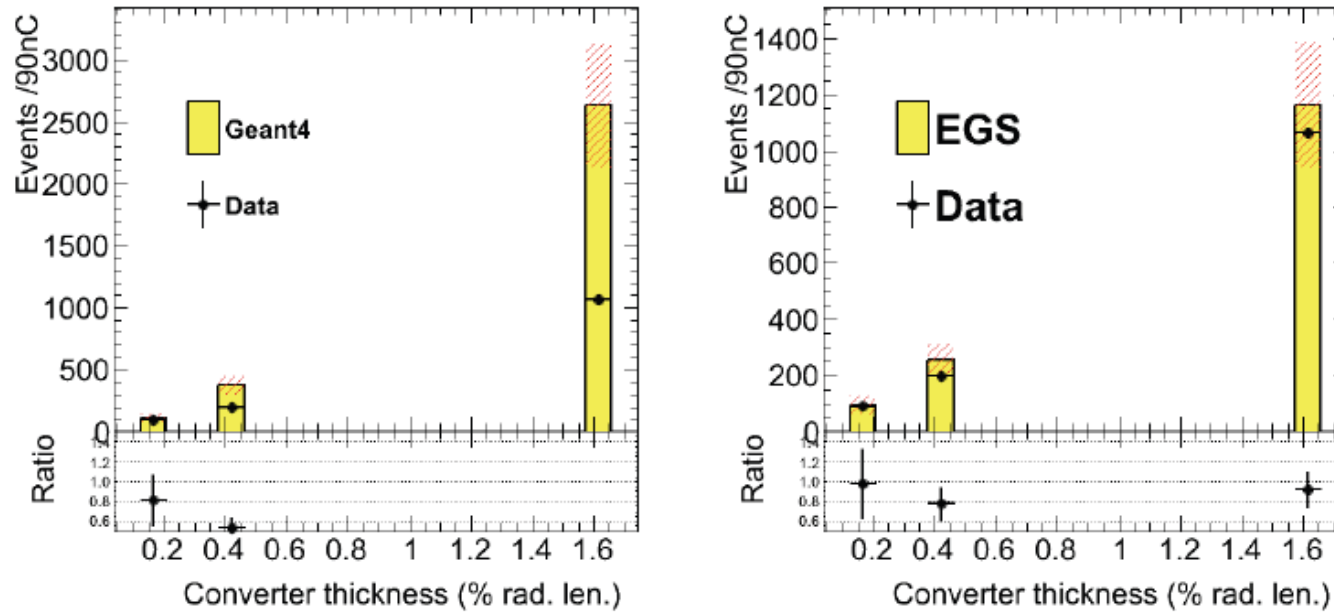 Events /90nC
3000
2500
2000
1500
1000
500
0
Geant4
Data
Ratio
1.4
1.2
1.0
0.8
0.6
0.2 0.4 0.6 0.8 1 1.2 1.4 1.6
Converter thickness (% rad. len.)
Events /90nC
1400
1200
1000
800
600
400
200
0
EGS
Data
Ratio
1.4
1.2
1.0
0.8
0.6
0.2 0.4 0.6 0.8 1 1.2 1.4 1.6
Converter thickness (% rad. len.)